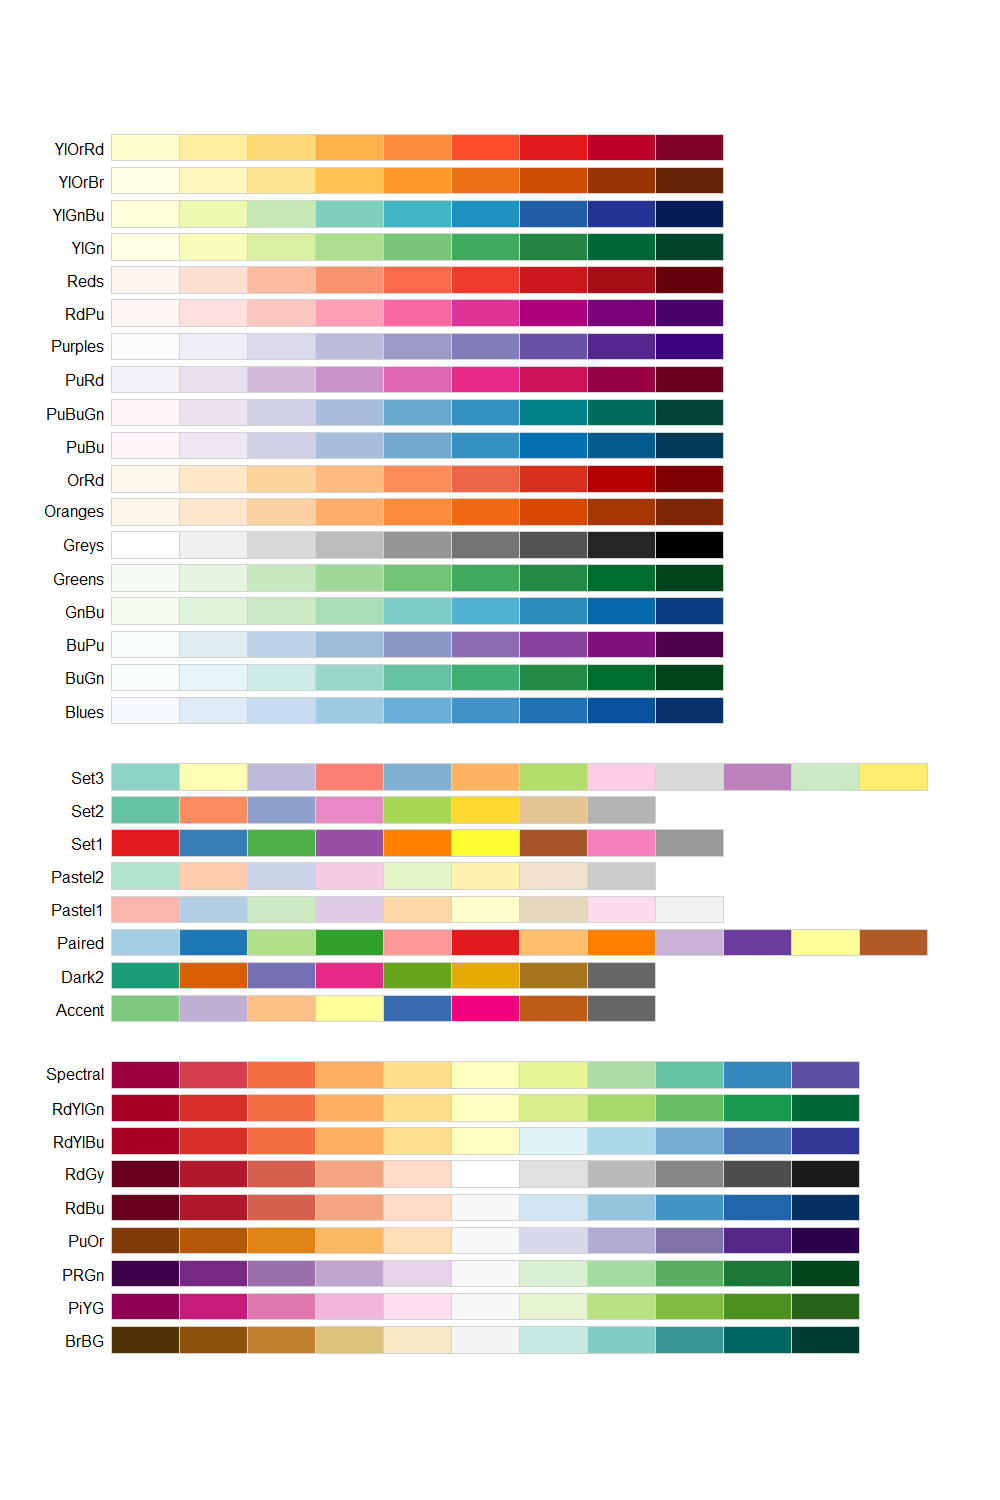 YlOrRd
YlOrBr
YlGnBu
YlGn
Reds
RdPu
Purples
PuRd
PuBuGn
PuBu
OrRd
Oranges
Greys
Greens
GnBu
BuPu
BuGn
Blues
Set3
Set2
Set1
Pastel2
Pastel1
Paired
Dark2
Accent
Spectral
RdYlGn
RdYlBu
RdGy
RdBu
PuOr
PRGn
PiYG
BrBG